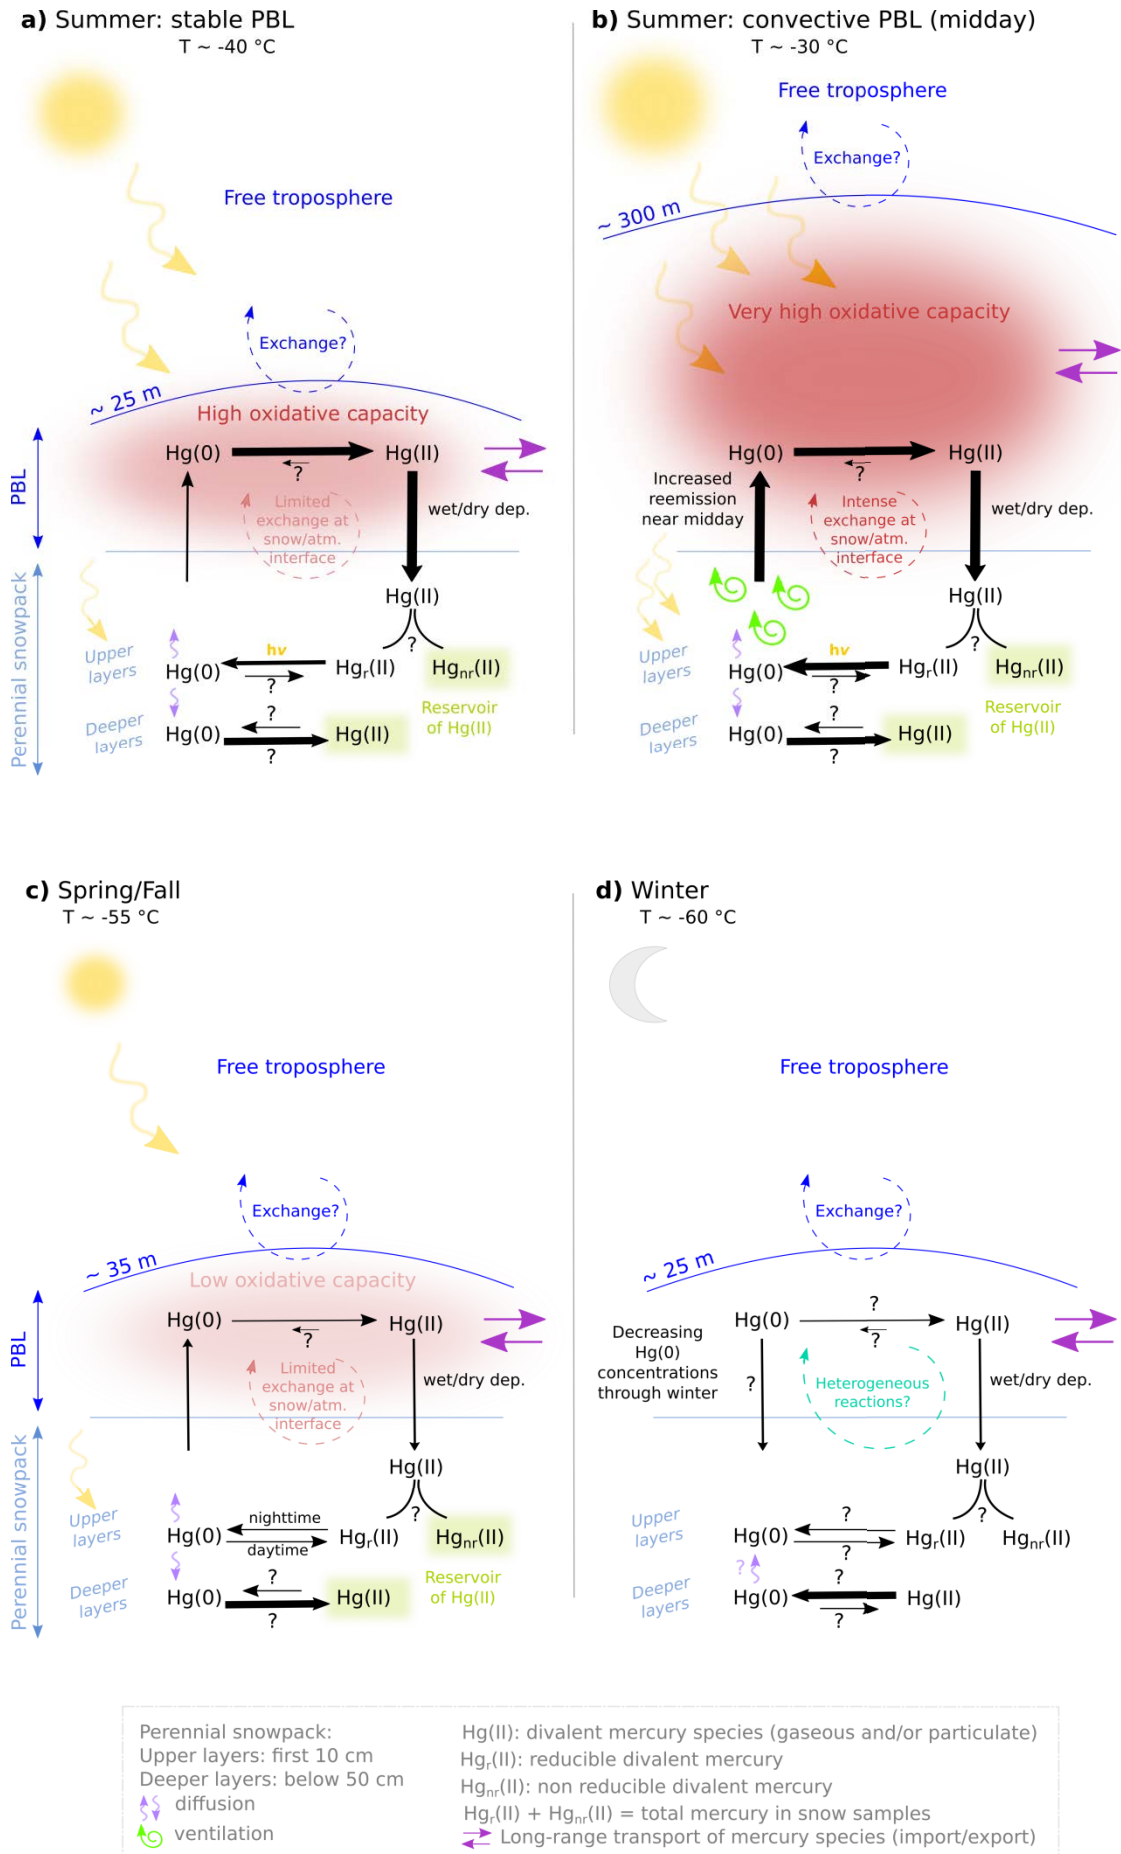 a) Summer: stable PBL
T ~ -40 °C
Free troposphere
Exchange?
~ 25 m
High oxidative capacity
Hg(0)
?
Hg(II)
PBL
Limited
exchange at
snow/atm.
interface
wet/dry dep.
Perennial snowpack
Hg(II)
?
Upper
layers
Hg(0)
hν
?
Hgr(II)
Hgnr(II)
Reservoir
of Hg(II)
Deeper
layers
Hg(0)
?
?
Hg(II)
b) Summer: convective PBL (midday)
T ~ -30 °C
Free troposphere
Exchange?
~ 300 m
Very high oxidative capacity
Hg(0)
?
Hg(II)
Increased
reemission
near midday
Intense
exchange at
snow/atm.
interface
wet/dry dep.
Hg(II)
?
Upper
layers
Hg(0)
hν
?
Hgr(II)
Hgnr(II)
Reservoir
of Hg(II)
Deeper
layers
Hg(0)
?
?
Hg(II)
c) Spring/Fall
T ~ -55 °C
Free troposphere
Exchange?
~ 35 m
Low oxidative capacity
Hg(0)
?
Hg(II)
PBL
Limited
exchange at
snow/atm.
interface
wet/dry dep.
Perennial snowpack
Hg(II)
?
Upper
layers
Hg(0)
nighttime
daytime
Hgr(II)
Hgnr(II)
Reservoir
of Hg(II)
Deeper
layers
Hg(0)
?
?
Hg(II)
d) Winter
T ~ -60 °C
Free troposphere
Exchange?
~ 25 m
Hg(0)
?
?
Hg(II)
Decreasing
Hg(0)
concentrations
through winter
?
Heterogeneous
reactions?
wet/dry dep.
Hg(II)
?
Upper
layers
Hg(0)
?
?
Hgr(II)
Hgnr(II)
?
Deeper
layers
Hg(0)
?
?
Hg(II)
Perennial snowpack:
Upper layers: first 10 cm
Deeper layers: below 50 cm
diffusion
ventilation
Hg(II): divalent mercury species (gaseous and/or particulate)
Hgr(II): reducible divalent mercury
Hgnr(II): non reducible divalent mercury
Hgr(II) + Hgnr(II) = total mercury in snow samples
Long-range transport of mercury species (import/export)